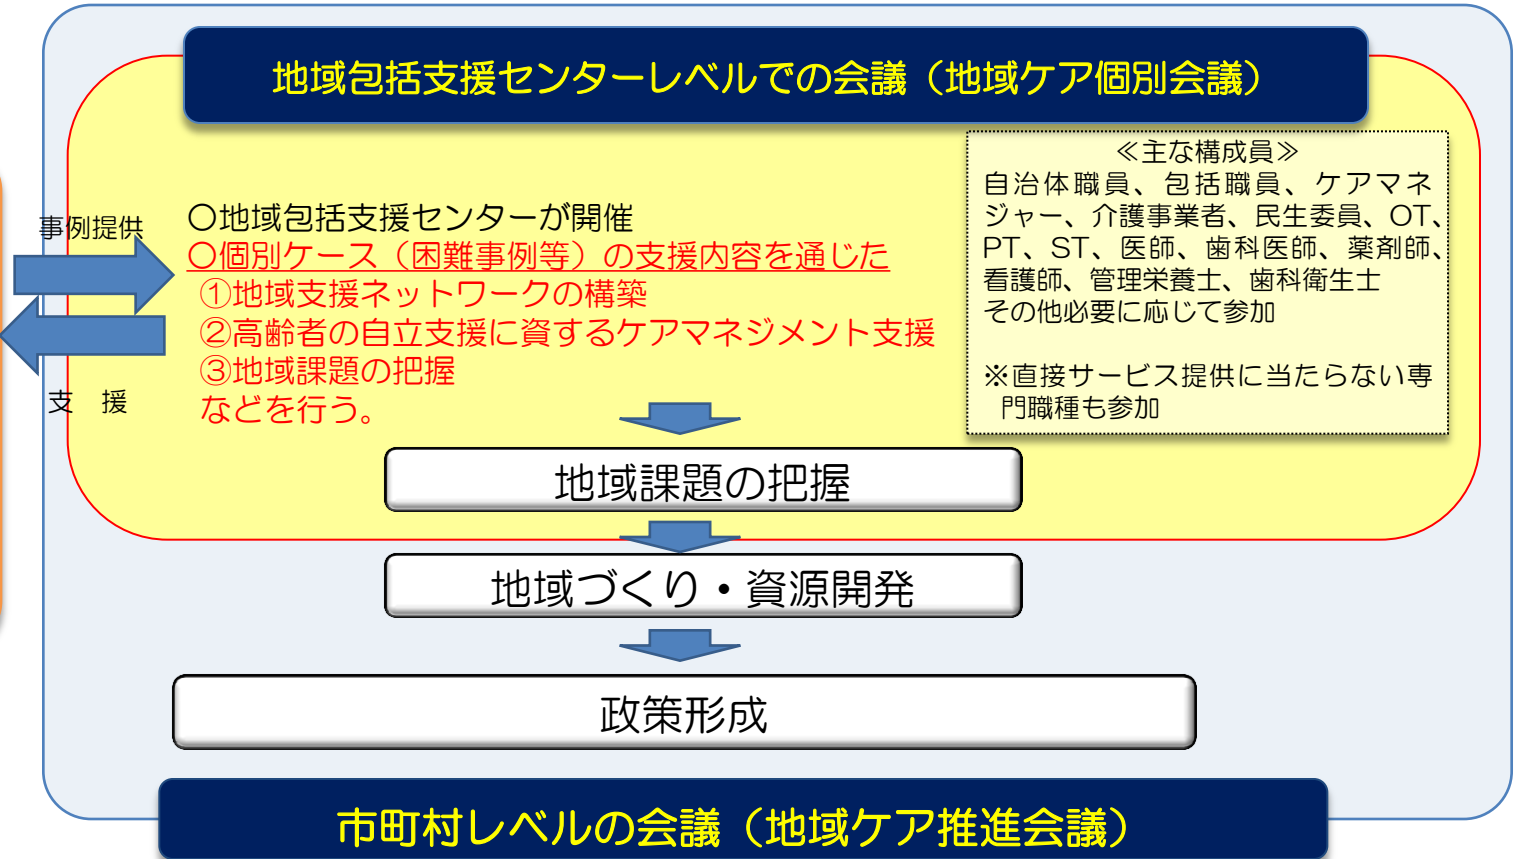 地域包括支援センターレベルでの会議（地域ケア個別会議）
≪主な構成員≫
自治体職員、包括職員、ケアマネ
ジャー、介護事業者、民生委員、OT、
PT、ST、医師、歯科医師、薬剤師、
看護師、管理栄養士、歯科衛生士
その他必要に応じて参加
※直接サービス提供に当たらない専
門職種も参加
事例提供
支　援
〇地域包括支援センターが開催
〇個別ケース（困難事例等）の支援内容を通じた
①地域支援ネットワークの構築
②高齢者の自立支援に資するケアマネジメント支援
③地域課題の把握
などを行う。
地域課題の把握
地域づくり・資源開発
政策形成
市町村レベルの会議（地域ケア推進会議）